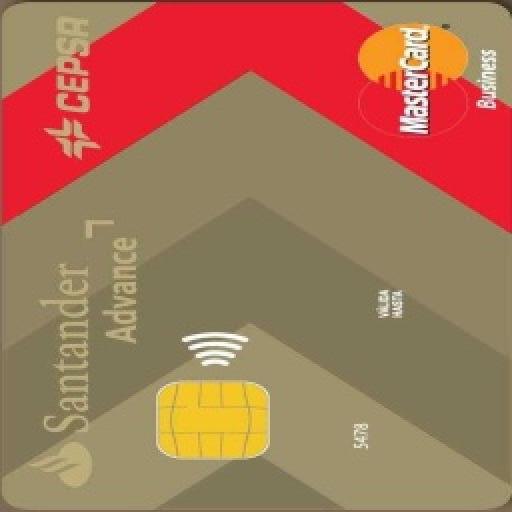 Santander
Advance
CEPSA
VÁLIDA
HASTA
5478
MasterCard
Business